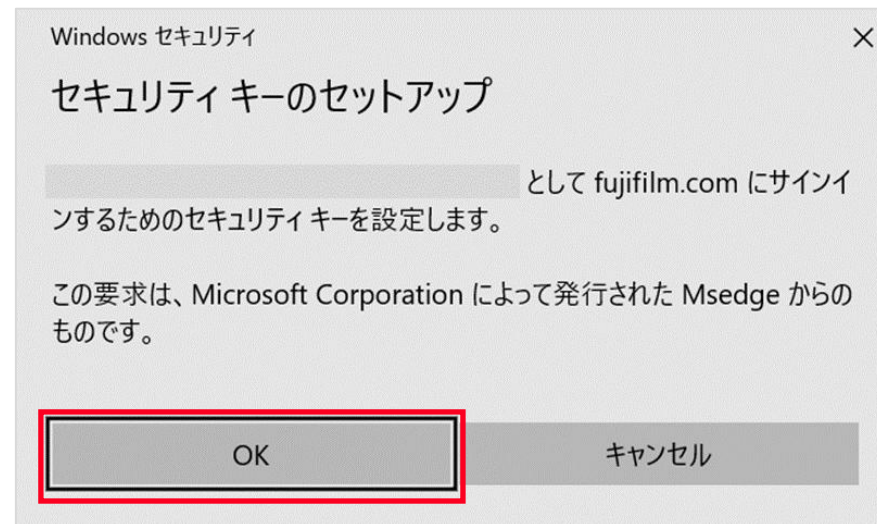 Windows セキュリティ
セキュリティ キーのセットアップ
として fujifilm.com にサインイ
ンするためのセキュリティ キーを設定します。
この要求は、Microsoft Corporation によって発行された Msedge からの
ものです。
OK
キャンセル